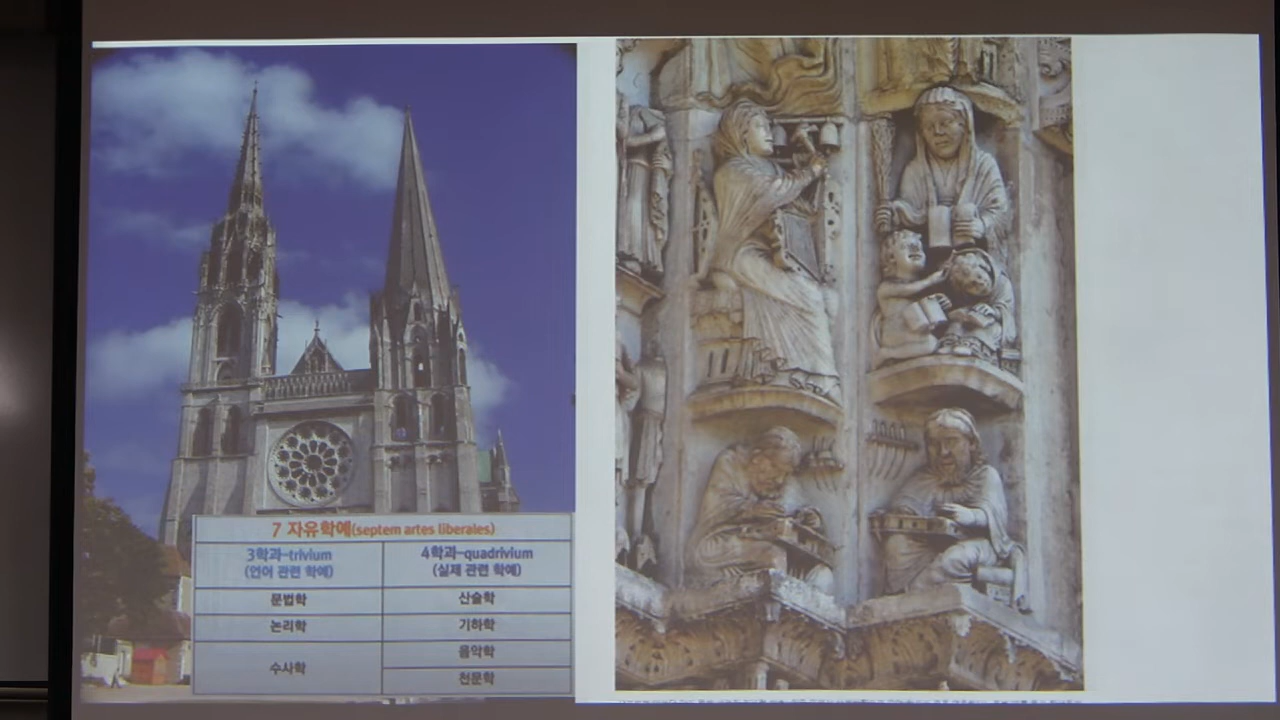 7 자유학예(septem artes liberales)
3학과-trivium
(언어 관련 학예)
4학과-quadrivium
(실제 관련 학예)
문법학
산술학
논리학
기하학
수사학
음악학
천문학